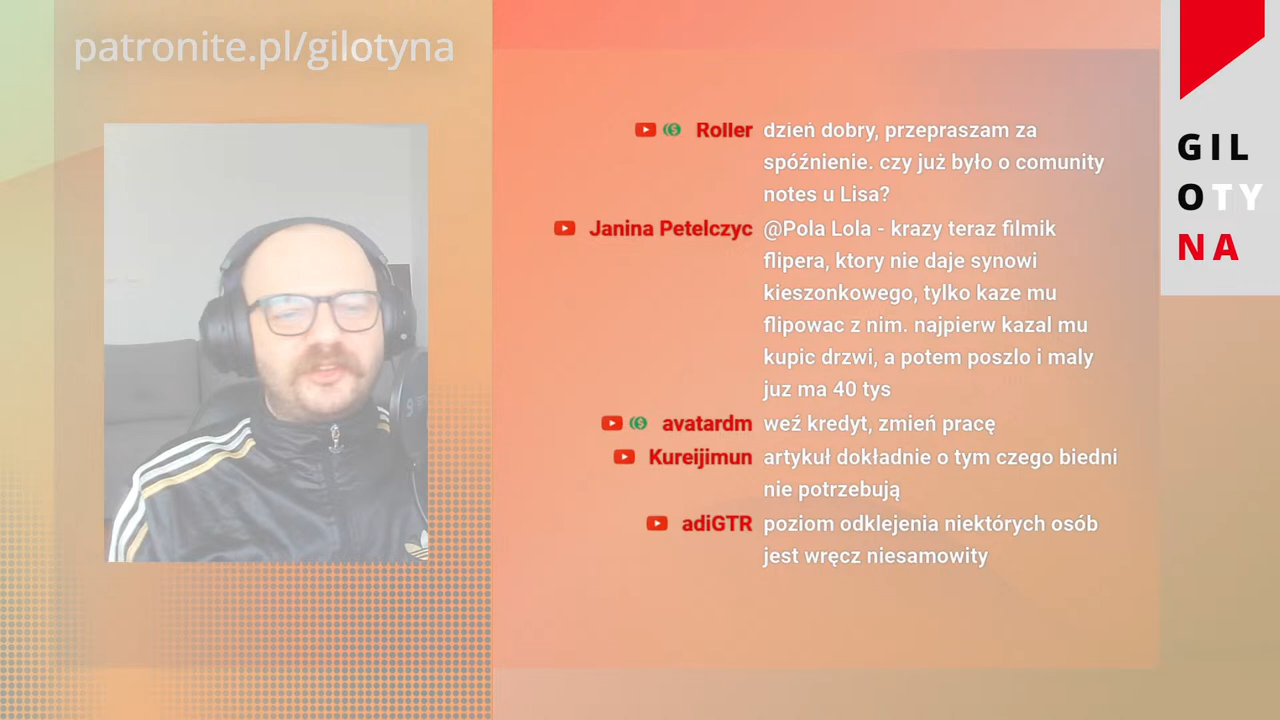 patronite.pl/gilotyna
Roller dzień dobry, przepraszam za
spóźnienie. czy już było o comunity
notes u Lisa?
Janina Petelczyc @Pola Lola - krazy teraz filmik
flipera, ktory nie daje synowi
kieszonkowego, tylko kaze mu
flipowac z nim. najpierw kazal mu
kupic drzwi, a potem poszlo i maly
juz ma 40 tys
avatardm weź kredyt, zmień pracę
Kureijimun artykuł dokładnie o tym czego biedni
nie potrzebują
adiGTR poziom odklejenia niektórych osób
jest wręcz niesamowity
GIL
OTY
NA